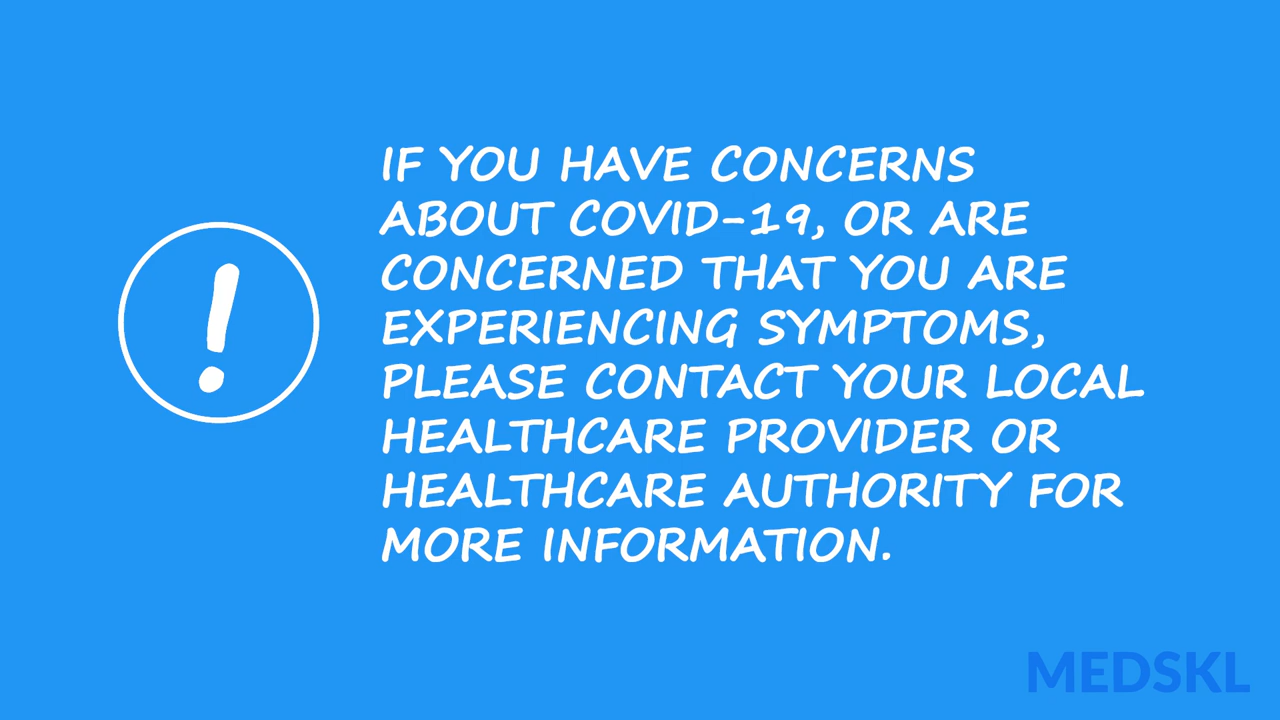 IF YOU HAVE CONCERNS
ABOUT COVID-19, OR ARE
CONCERNED THAT YOU ARE
EXPERIENCING SYMPTOMS,
PLEASE CONTACT YOUR LOCAL
HEALTHCARE PROVIDER OR
HEALTHCARE AUTHORITY FOR
MORE INFORMATION.
MEDSKL